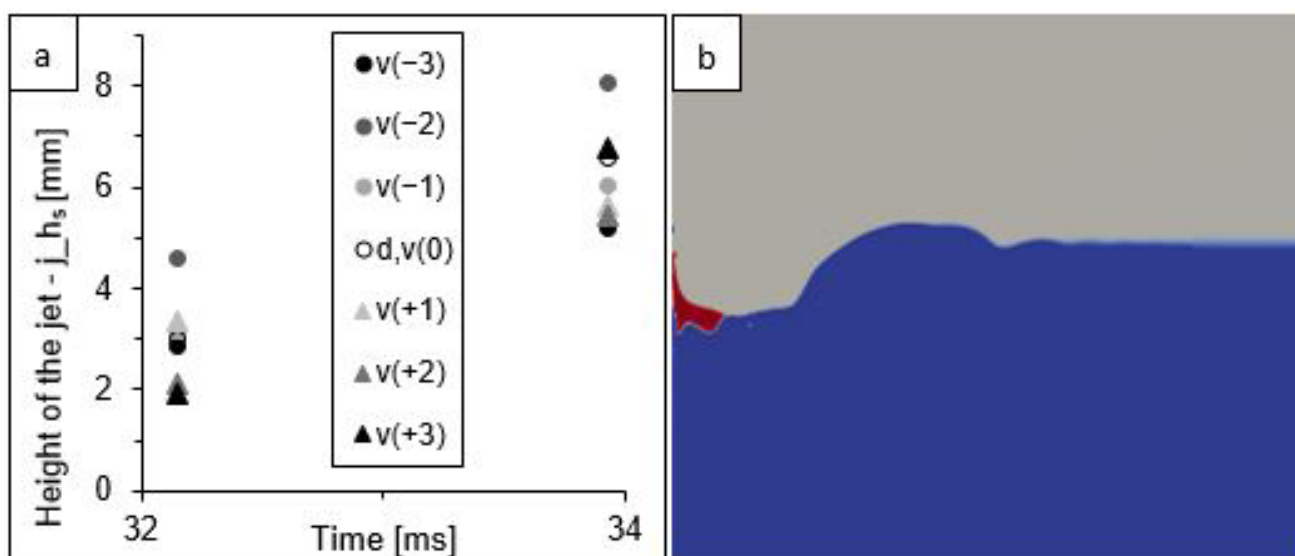 a
b
Height of the jet - j_hₛ [mm]
8
6
4
2
0
v(−3)
v(−2)
v(−1)
d,v(0)
v(+1)
v(+2)
v(+3)
32
34
Time [ms]